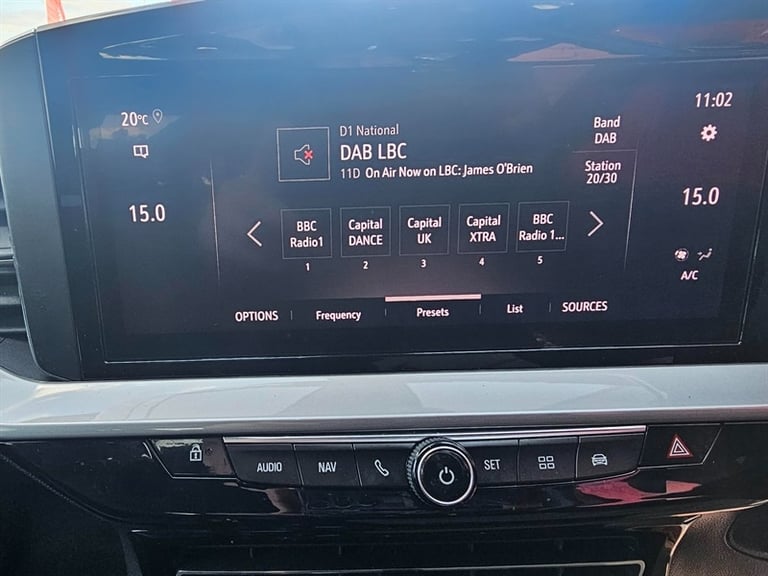 20°C
11:02
D1 National
DAB LBC
11D On Air Now on LBC: James O'Brien
Band
DAB
Station
20/30
15.0
15.0
BBC
Radio1
Capital
DANCE
Capital
UK
Capital
XTRA
BBC
Radio 1...
1
2
3
4
5
A/C
OPTIONS
Frequency
Presets
List
SOURCES
AUDIO
NAV
SET